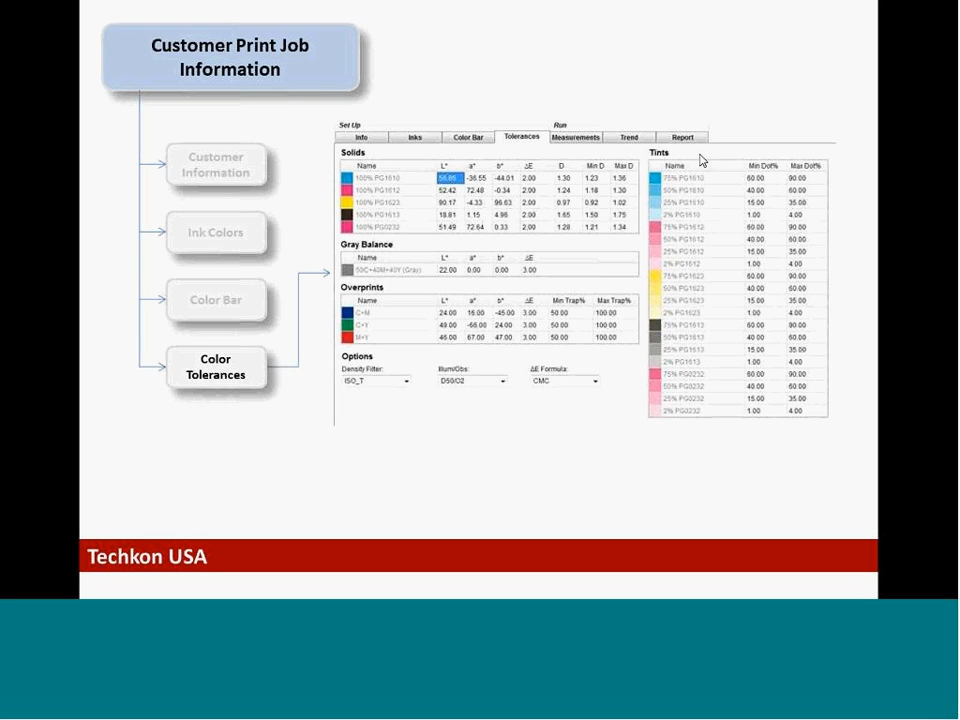 Customer Print Job
Information
Customer
Information
Ink Colors
Color Bar
Color
Tolerances
Set Up Run
Info Inks Color Bar Tolerances Measurements Trend Report
Solids
Name L* a* b* ΔE D Min D Max D
100% PG1610 56.86 -36.55 -44.01 2.00 1.30 1.23 1.36
100% PG1612 52.42 72.48 -0.34 2.00 1.24 1.18 1.30
100% PG1623 90.17 -4.33 96.63 2.00 0.97 0.92 1.02
100% PG1613 18.81 1.15 4.96 2.00 1.65 1.50 1.75
100% PG0232 51.49 72.64 0.33 2.00 1.28 1.21 1.34
Gray Balance
Name L* a* b* ΔE
50C+40M+40Y (Gray) 22.00 0.00 0.00 3.00
Overprints
Name L* a* b* ΔE Min Trap% Max Trap%
C+M 24.00 16.00 -45.00 3.00 50.00 100.00
C+Y 49.00 -66.00 24.00 3.00 50.00 100.00
M+Y 46.00 67.00 47.00 3.00 50.00 100.00
Options
Density Filter: Illum/Obs: ΔE Formula:
ISO_T D50/O2 CMC
Tints
Name Min Dot% Max Dot%
75% PG1610 60.00 90.00
50% PG1610 40.00 60.00
25% PG1610 15.00 35.00
2% PG1610 1.00 4.00
75% PG1612 60.00 90.00
50% PG1612 40.00 60.00
25% PG1612 15.00 35.00
2% PG1612 1.00 4.00
75% PG1623 60.00 90.00
50% PG1623 40.00 60.00
25% PG1623 15.00 35.00
2% PG1623 1.00 4.00
75% PG1613 60.00 90.00
50% PG1613 40.00 60.00
25% PG1613 15.00 35.00
2% PG1613 1.00 4.00
75% PG0232 60.00 90.00
50% PG0232 40.00 60.00
25% PG0232 15.00 35.00
2% PG0232 1.00 4.00
Techkon USA